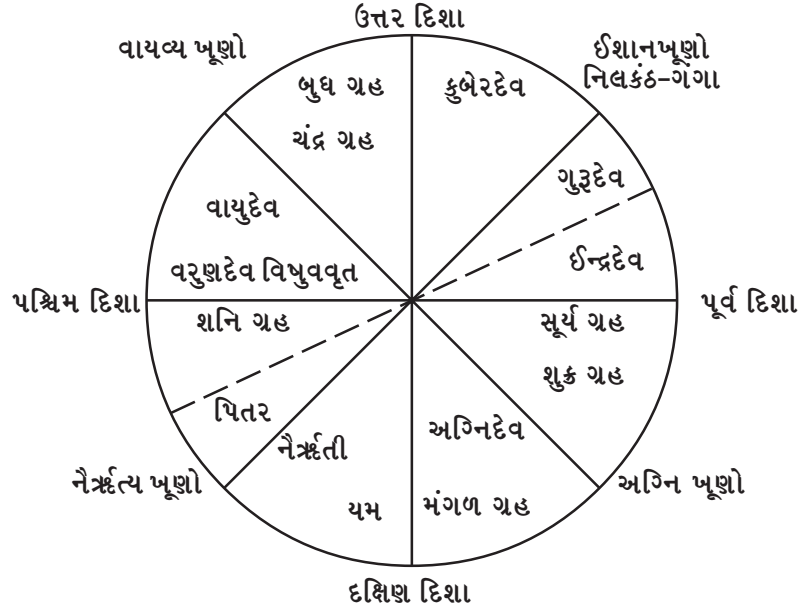 ઉત્તર દિશા
વાયવ્ય ખૂણો
ઈશાનખૂણો
નિલકંઠ-ગંગા
બુધ ગ્રહ
કુબેરદેવ
ચંદ્ર ગ્રહ
ગુરૂદેવ
વાયુદેવ
ઈન્દ્રદેવ
વરુણદેવ વિષુવવૃત
પશ્ચિમ દિશા
પૂર્વ દિશા
શનિ ગ્રહ
સૂર્ય ગ્રહ
શુક્ર ગ્રહ
પિતર
અગ્નિદેવ
નૈર્ઋતી
નૈર્ઋત્ય ખૂણો
અગ્નિ ખૂણો
યમ
મંગળ ગ્રહ
દક્ષિણ દિશા